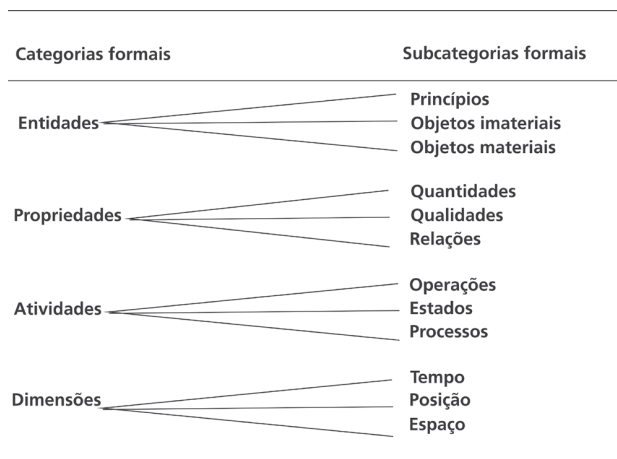 Categorias formais
Subcategorias formais
Entidades
Princípios
Objetos imateriais
Objetos materiais
Propriedades
Quantidades
Qualidades
Relações
Atividades
Operações
Estados
Processos
Dimensões
Tempo
Posição
Espaço